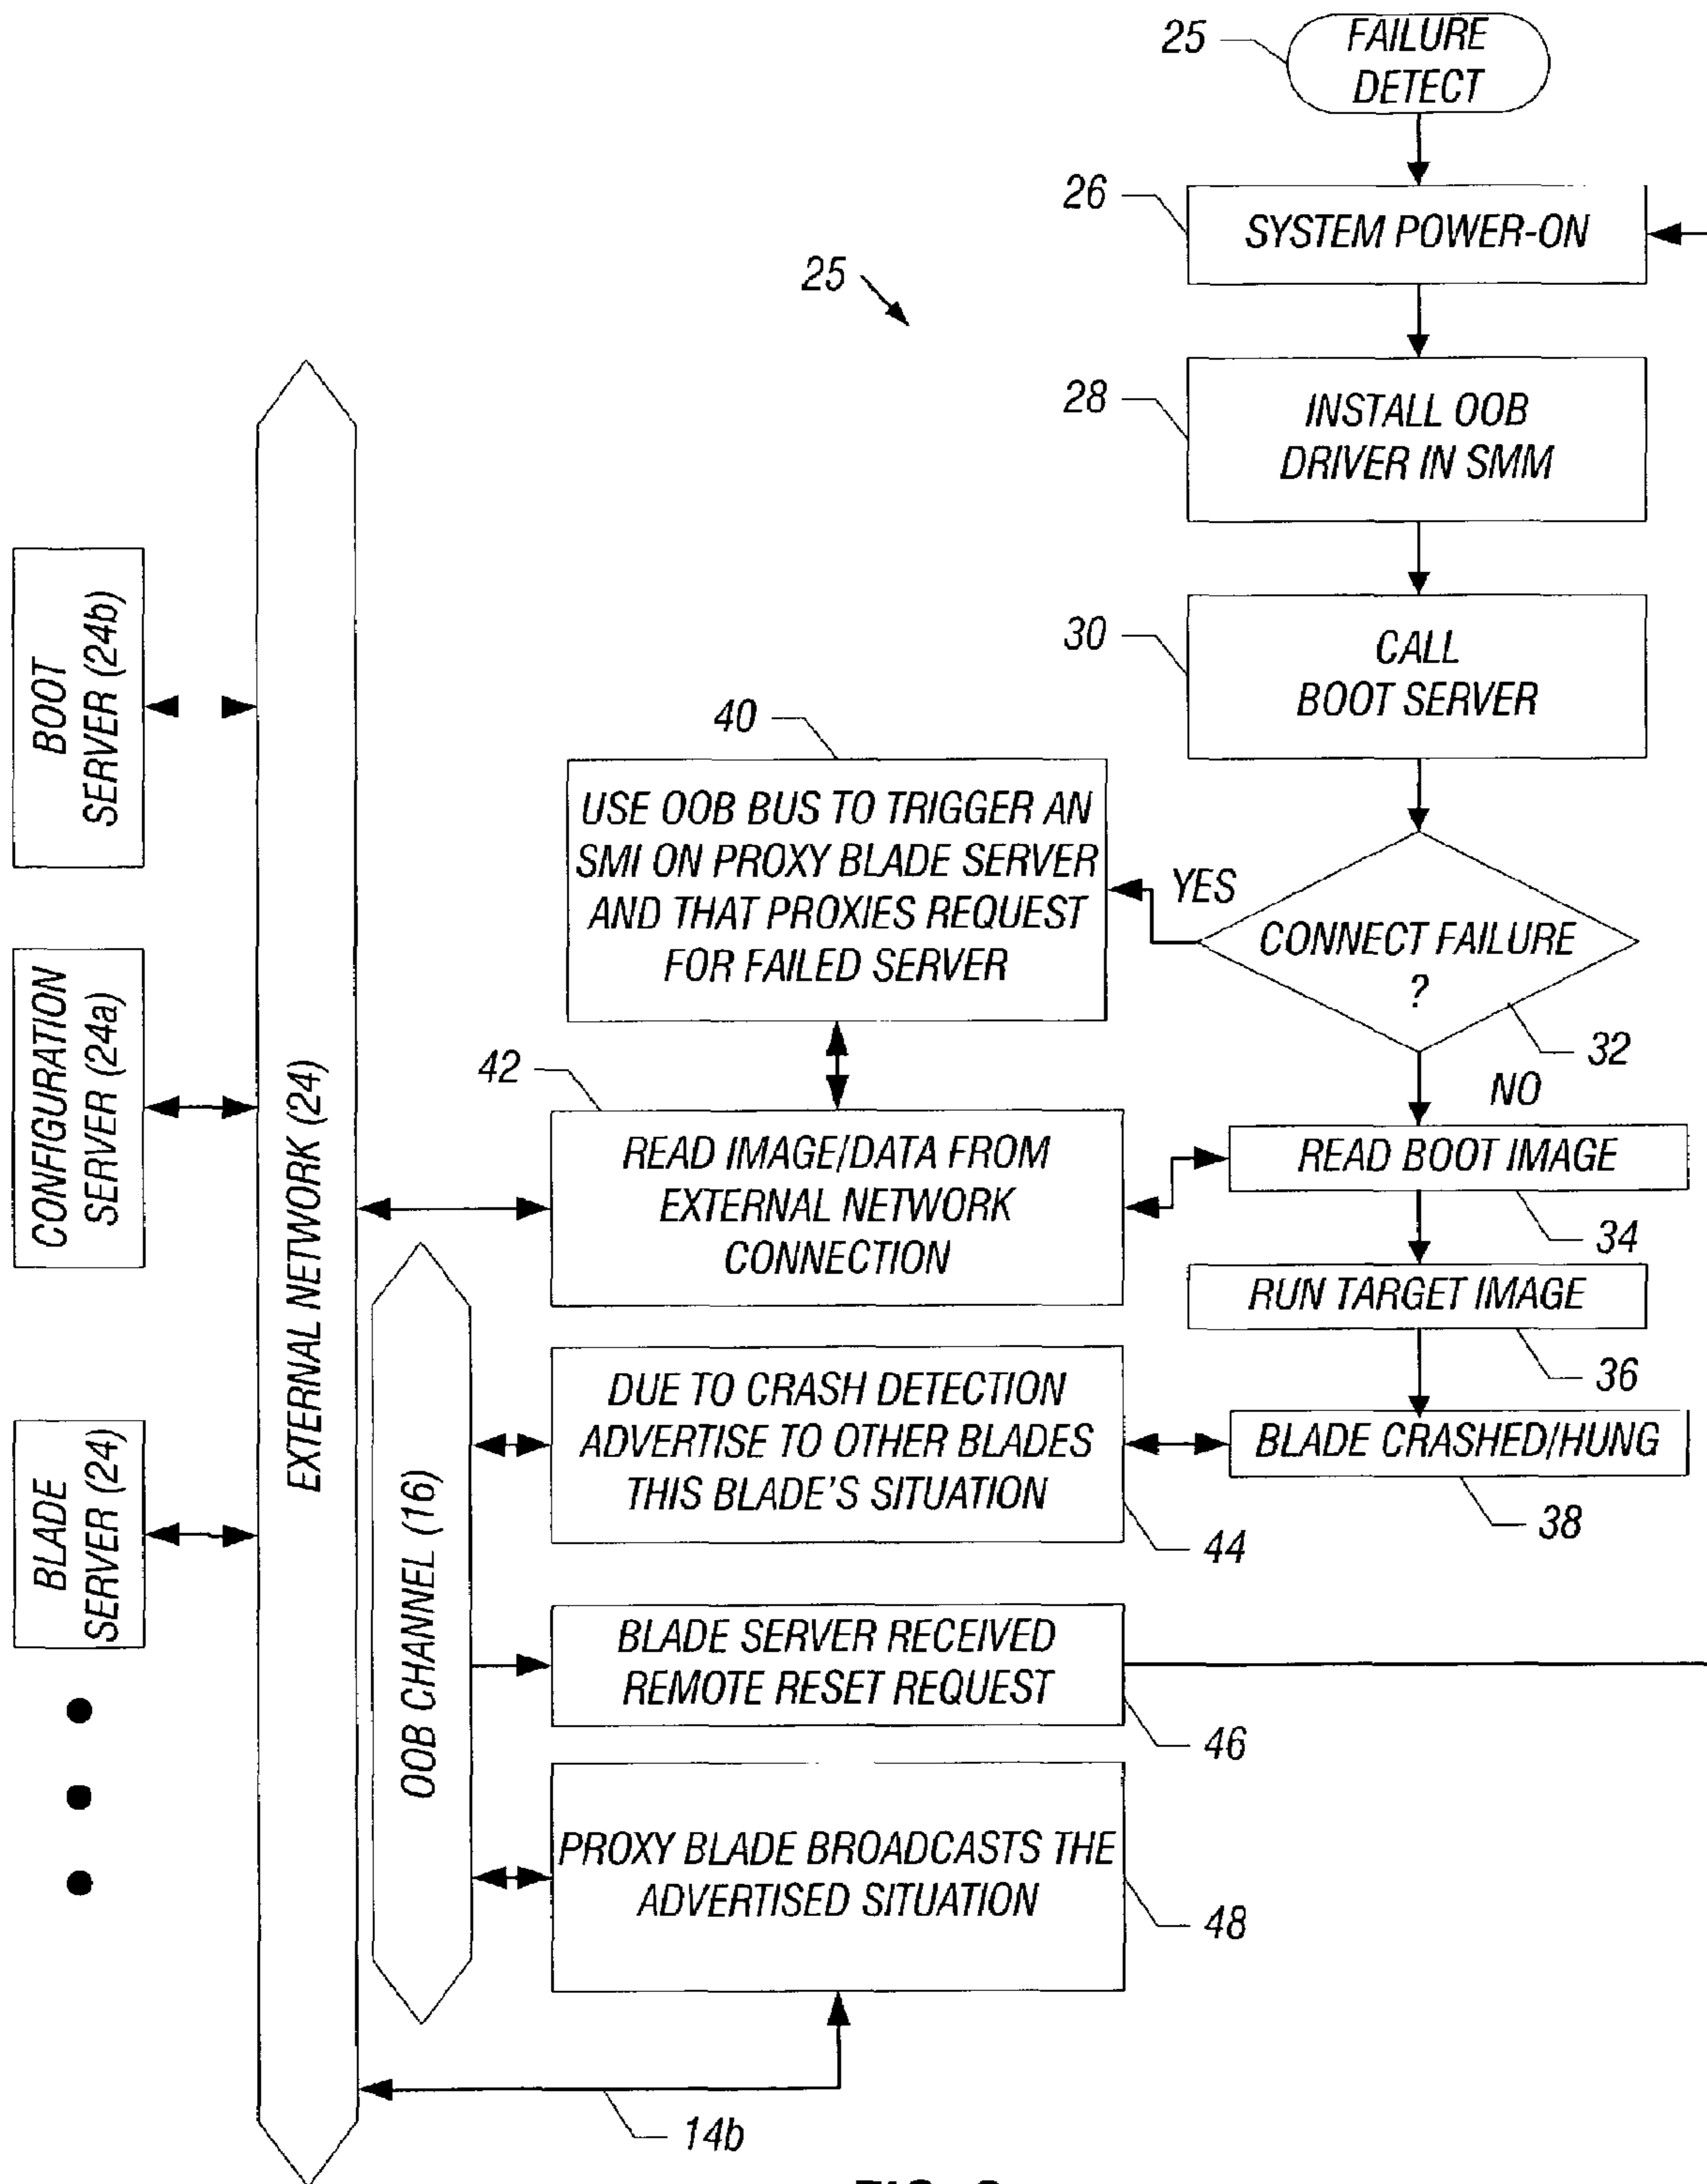 25
FAILURE
DETECT
26
SYSTEM POWER-ON
25
28
INSTALL OOB
DRIVER IN SMM
30
CALL
BOOT SERVER
40
USE OOB BUS TO TRIGGER AN
SMI ON PROXY BLADE SERVER
AND THAT PROXIES REQUEST
FOR FAILED SERVER
YES
CONNECT FAILURE
?
32
NO
42
READ IMAGE/DATA FROM
EXTERNAL NETWORK
CONNECTION
READ BOOT IMAGE
34
RUN TARGET IMAGE
36
DUE TO CRASH DETECTION
ADVERTISE TO OTHER BLADES
THIS BLADE'S SITUATION
44
BLADE CRASHED/HUNG
38
BLADE SERVER RECEIVED
REMOTE RESET REQUEST
46
PROXY BLADE BROADCASTS THE
ADVERTISED SITUATION
48
14b
BOOT
SERVER (24b)
CONFIGURATION
SERVER (24a)
BLADE
SERVER (24)
EXTERNAL NETWORK (24)
OOB CHANNEL (16)